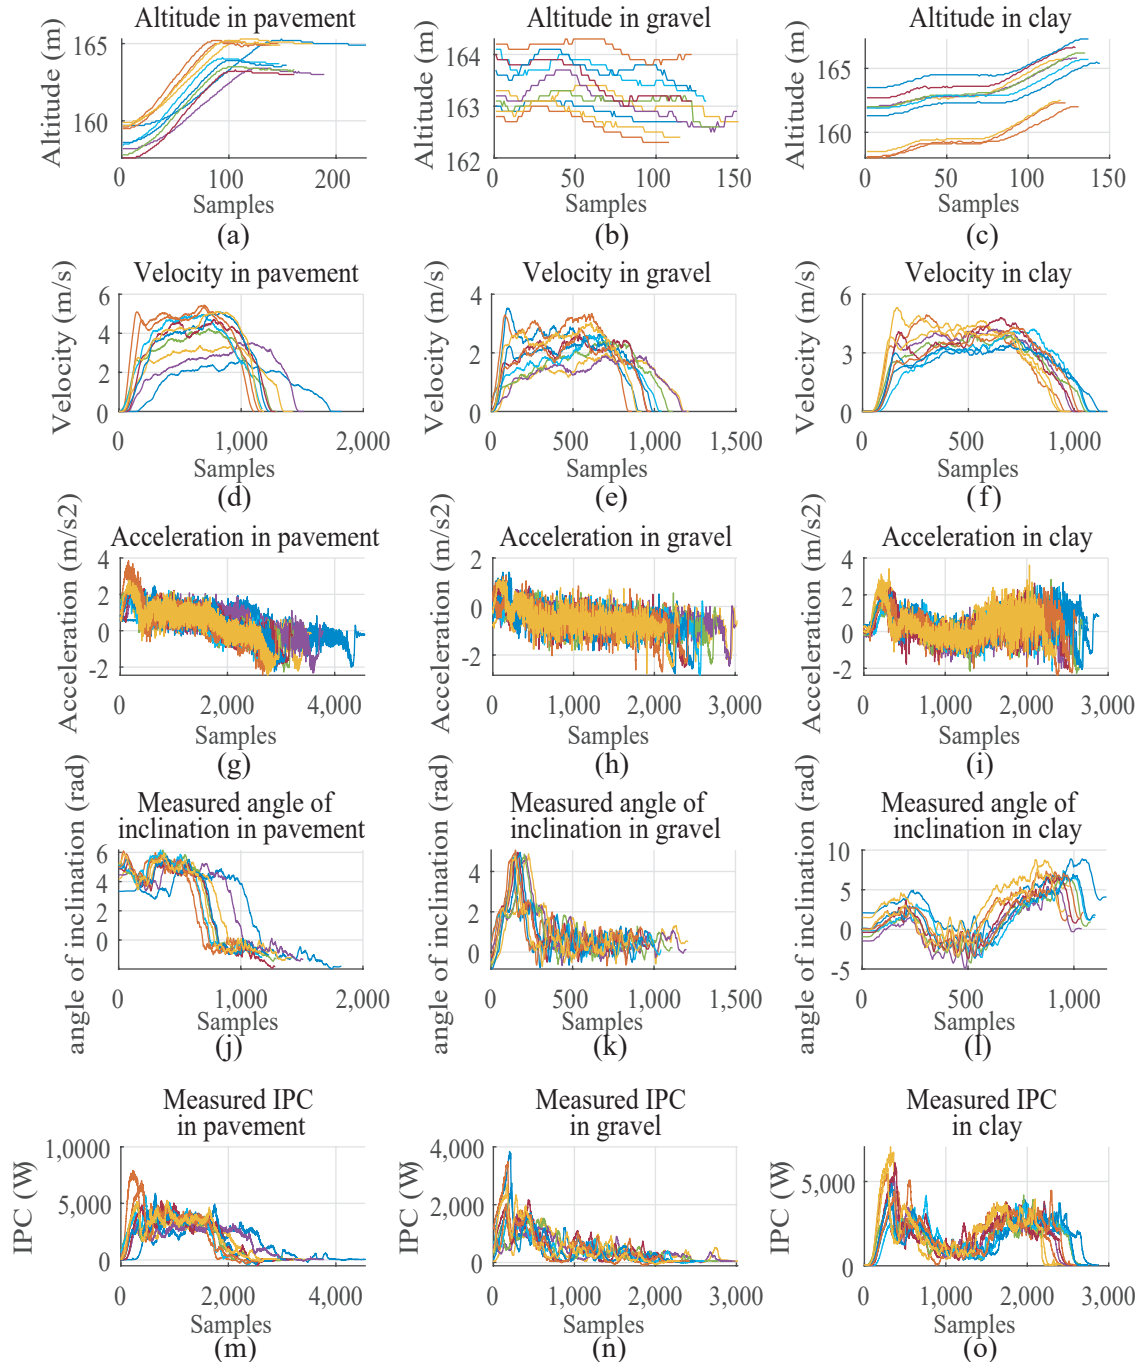 Altitude in pavement
Altitude (m)
165
160
0
100
200
Samples
(a)
Altitude in gravel
Altitude (m)
164
163
162
0
50
100
150
Samples
(b)
Altitude in clay
Altitude (m)
165
160
0
50
100
150
Samples
(c)
Velocity in pavement
Velocity (m/s)
6
4
2
0
0
1,000
2,000
Samples
(d)
Velocity in gravel
Velocity (m/s)
4
2
0
0
500
1,000
1,500
Samples
(e)
Velocity in clay
Velocity (m/s)
6
3
0
0
500
1,000
Samples
(f)
Acceleration in pavement
Acceleration (m/s2)
4
2
0
-2
0
2,000
4,000
Samples
(g)
Acceleration in gravel
Acceleration (m/s2)
2
0
-2
0
1,000
2,000
3,000
Samples
(h)
Acceleration in clay
Acceleration (m/s2)
4
2
0
-2
0
1,000
2,000
3,000
Samples
(i)
Measured angle of
inclination in pavement
angle of inclination (rad)
6
4
2
0
0
1,000
2,000
Samples
(j)
Measured angle of
inclination in gravel
angle of inclination (rad)
4
2
0
0
500
1,000
1,500
Samples
(k)
Measured angle of
inclination in clay
angle of inclination (rad)
10
5
0
-5
0
500
1,000
Samples
(l)
Measured IPC
in pavement
IPC (W)
1,0000
5,000
0
0
2,000
4,000
Samples
(m)
Measured IPC
in gravel
IPC (W)
4,000
2,000
0
0
1,000
2,000
3,000
Samples
(n)
Measured IPC
in clay
IPC (W)
5,000
0
0
1,000
2,000
3,000
Samples
(o)